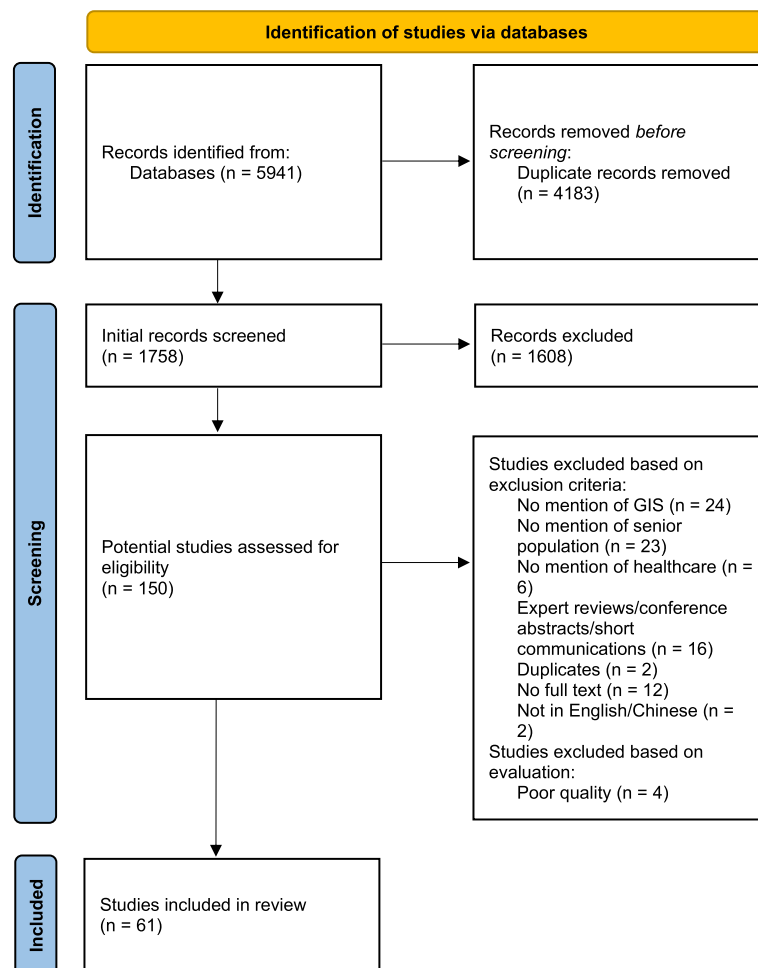 Identification of studies via databases
Identification
Records identified from:
Databases (n = 5941)
Records removed before
screening:
Duplicate records removed
(n = 4183)
Screening
Initial records screened
(n = 1758)
Records excluded
(n = 1608)
Potential studies assessed for
eligibility
(n = 150)
Studies excluded based on
exclusion criteria:
No mention of GIS (n = 24)
No mention of senior
population (n = 23)
No mention of healthcare (n =
6)
Expert reviews/conference
abstracts/short
communications (n = 16)
Duplicates (n = 2)
No full text (n = 12)
Not in English/Chinese (n =
2)
Studies excluded based on
evaluation:
Poor quality (n = 4)
Included
Studies included in review
(n = 61)